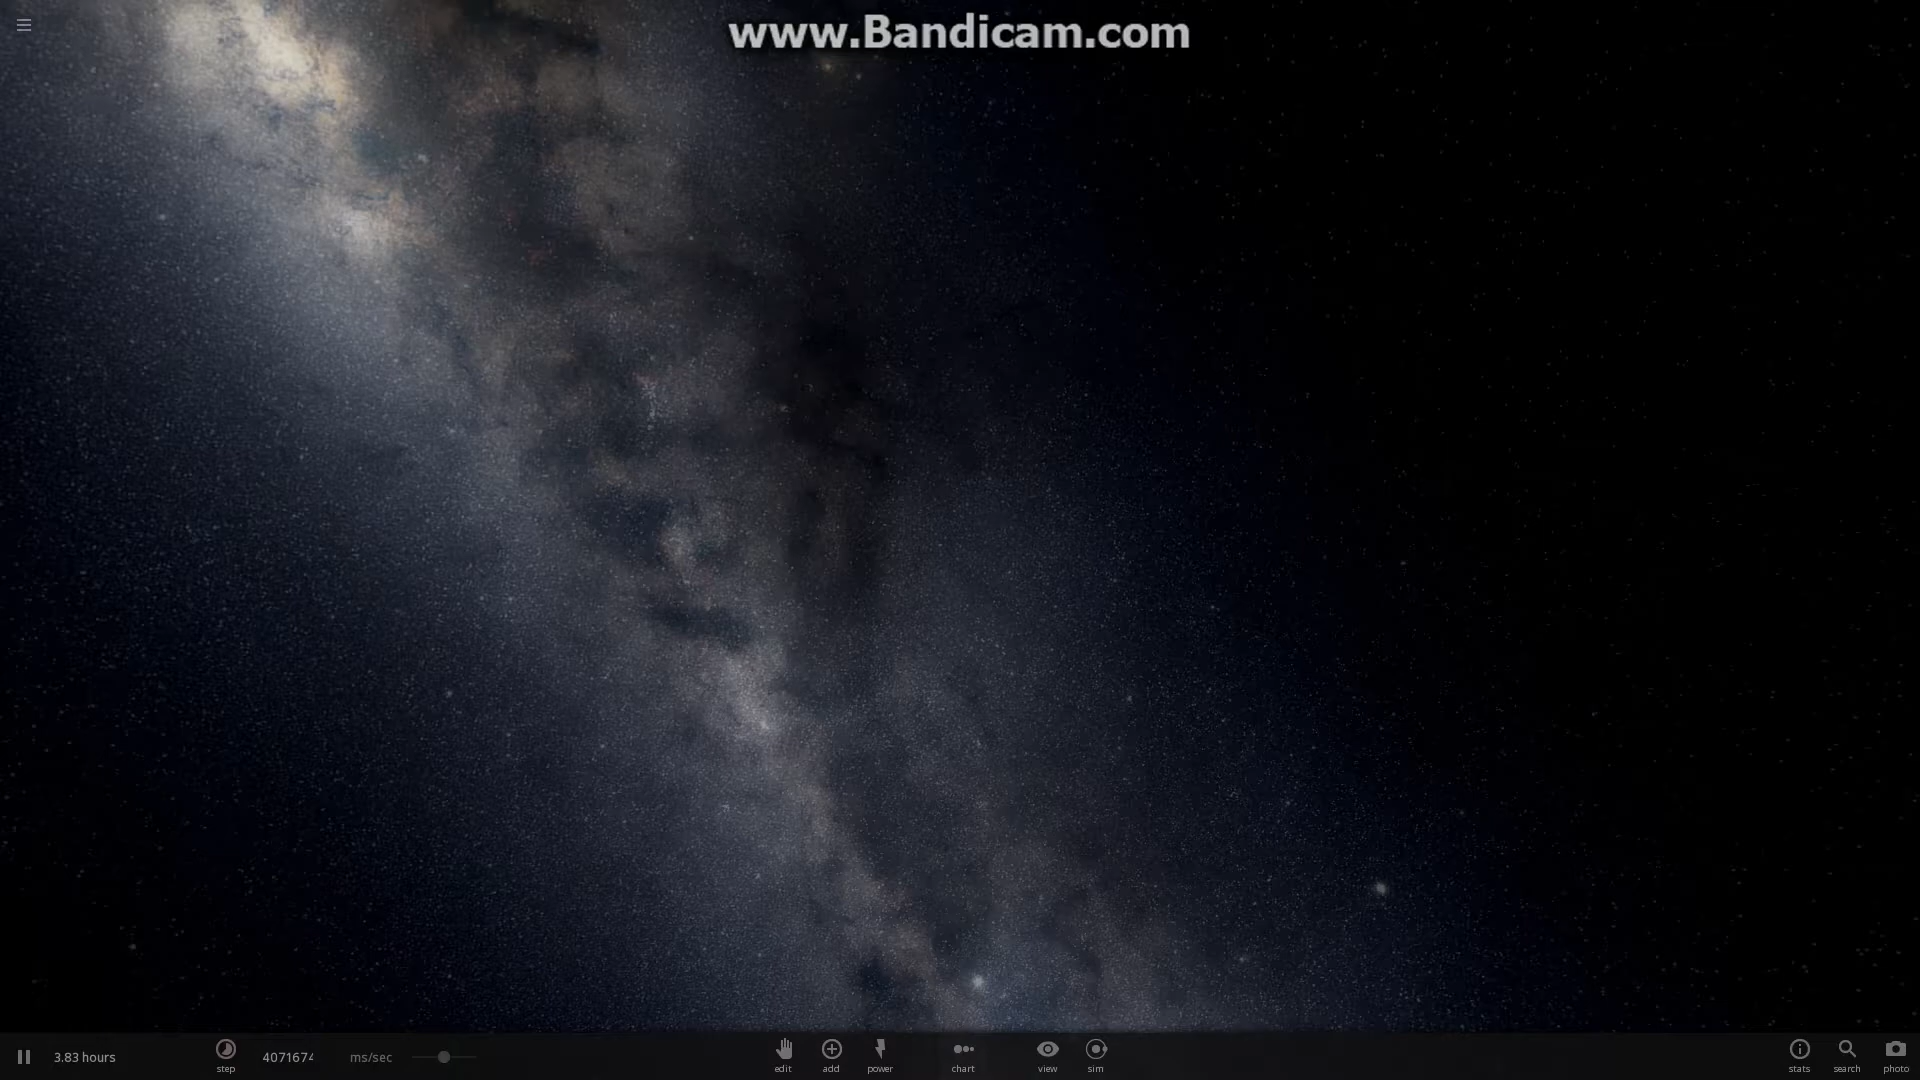 www.Bandicam.com
3.83 hours
step
4071674
ms/sec
edit
add
power
chart
view
sim
stats
search
photo